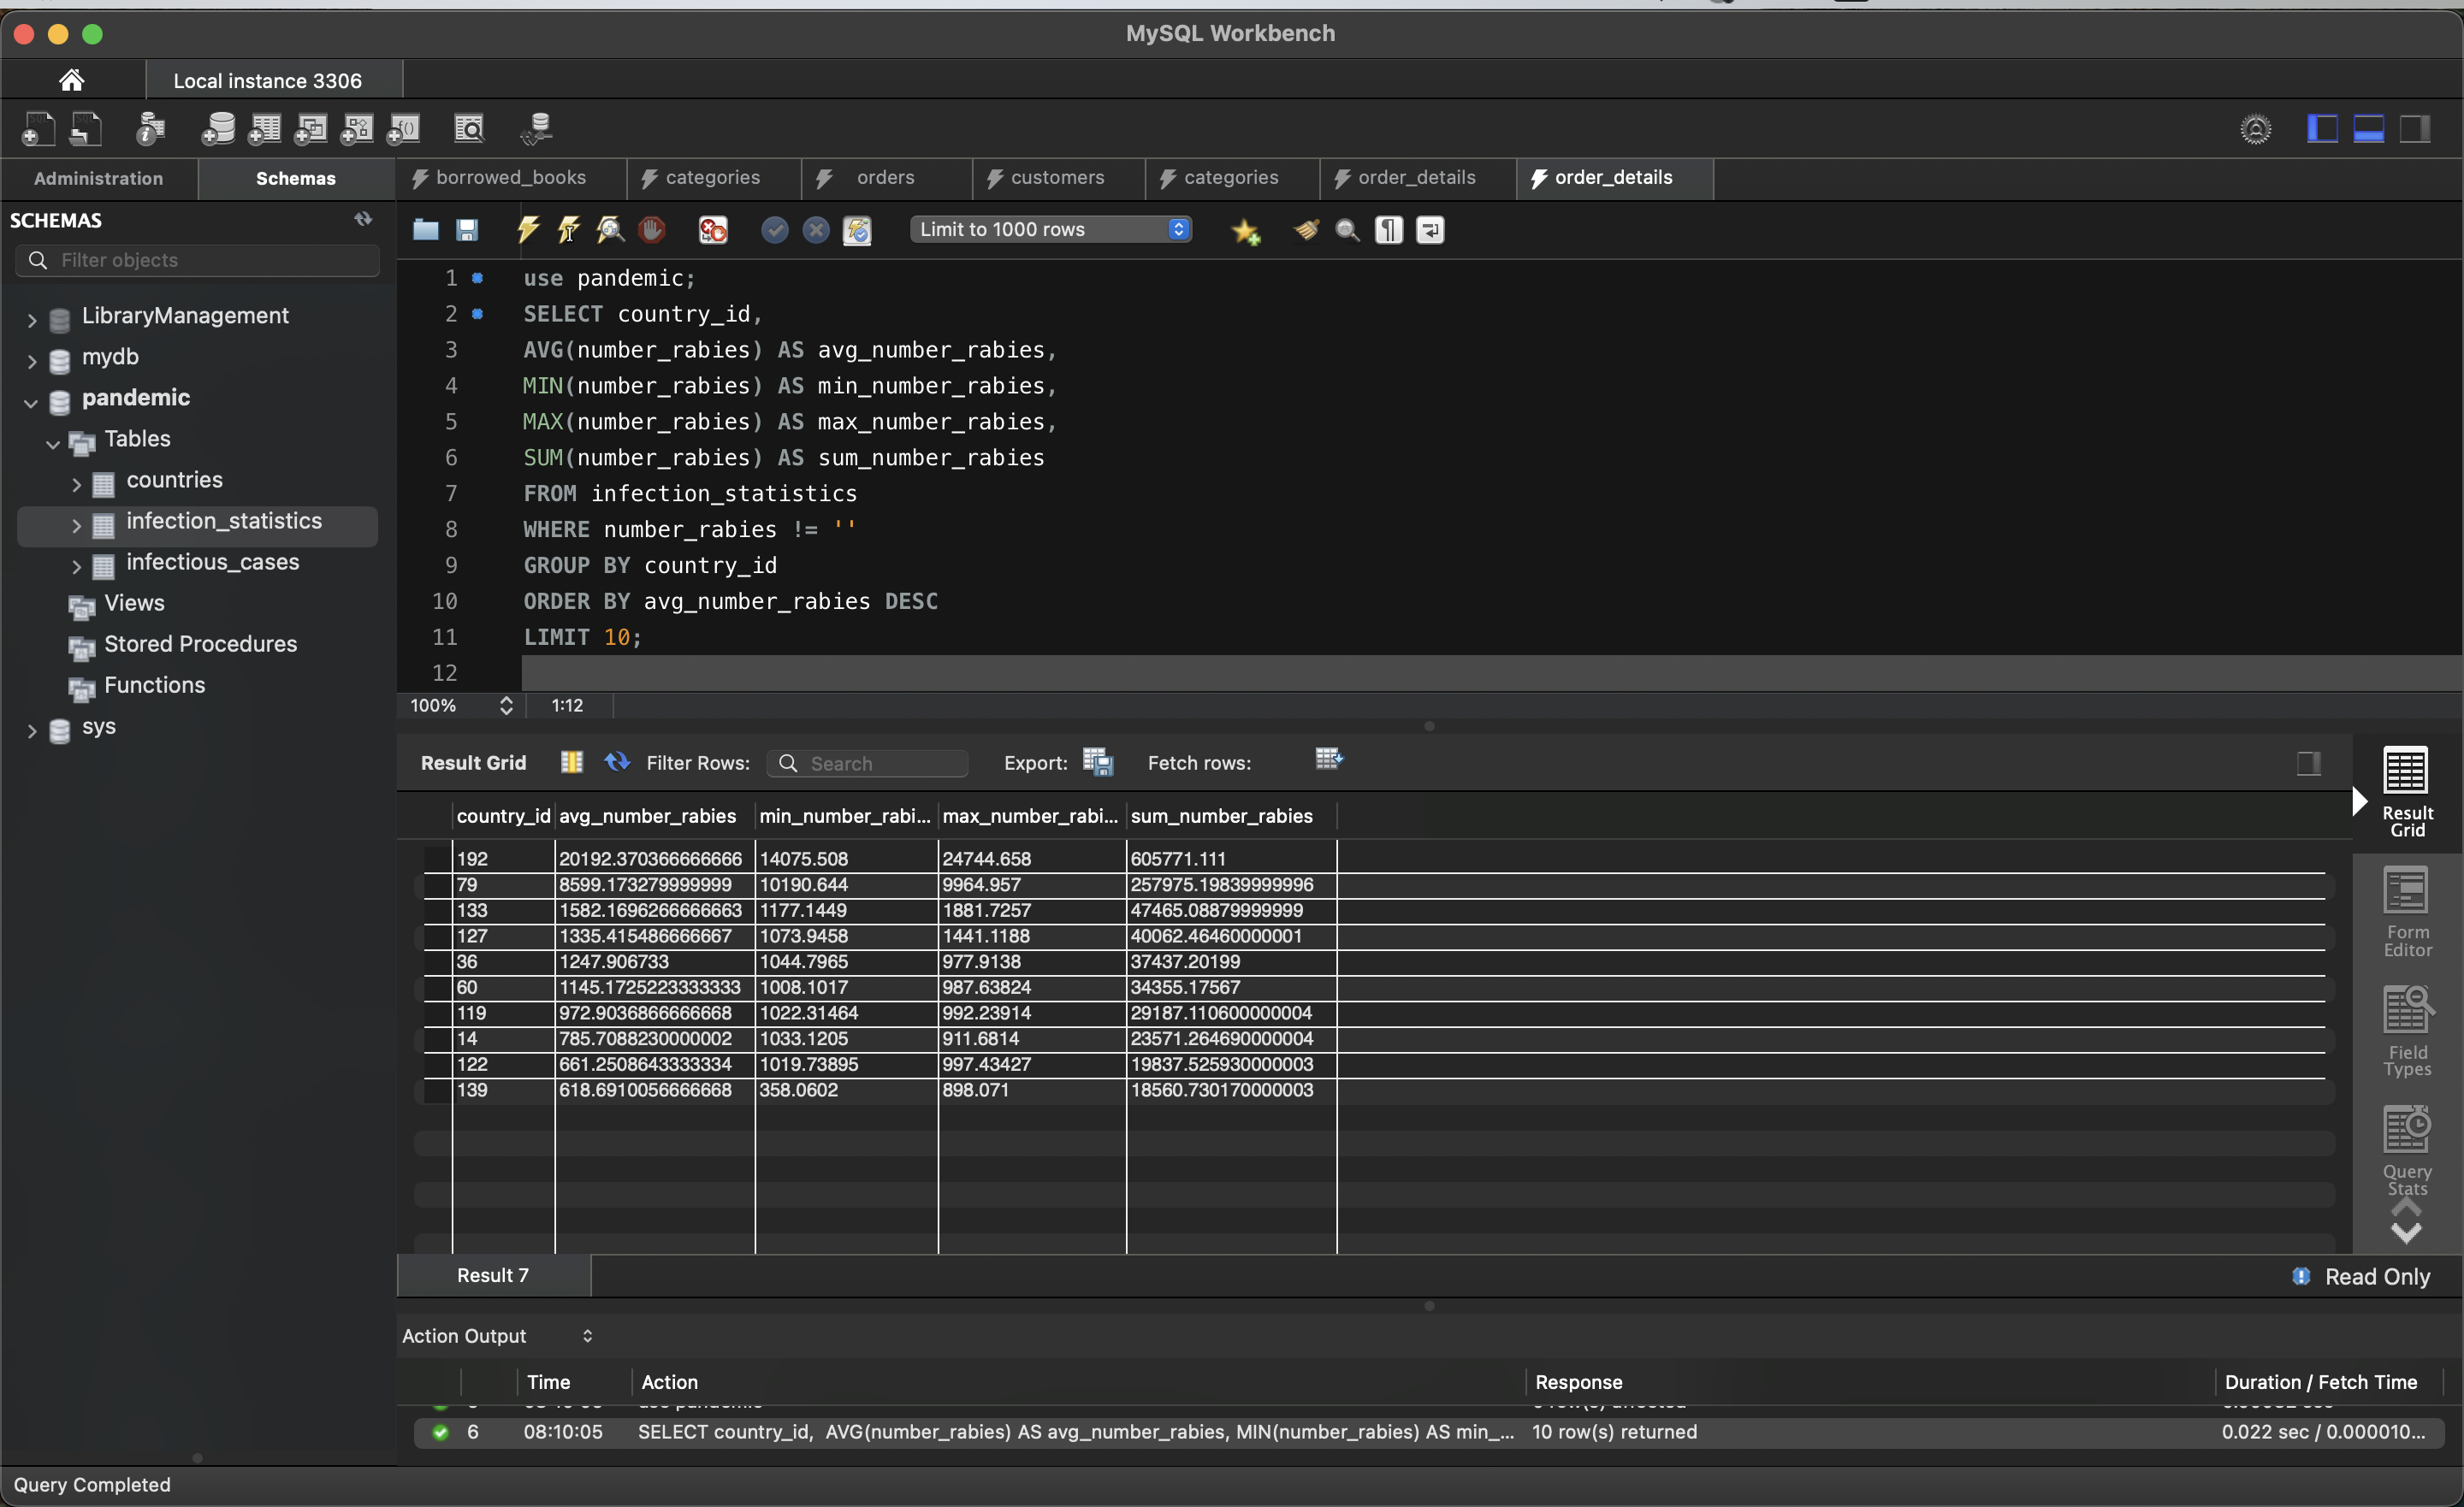 MySQL Workbench
Local instance 3306
Administration
Schemas
borrowed_books
categories
orders
customers
categories
order_details
order_details
SCHEMAS
Filter objects
LibraryManagement
mydb
pandemic
Tables
countries
infection_statistics
infectious_cases
Views
Stored Procedures
Functions
sys
Limit to 1000 rows
1 use pandemic;
2 SELECT country_id,
3 AVG(number_rabies) AS avg_number_rabies,
4 MIN(number_rabies) AS min_number_rabies,
5 MAX(number_rabies) AS max_number_rabies,
6 SUM(number_rabies) AS sum_number_rabies
7 FROM infection_statistics
8 WHERE number_rabies != ''
9 GROUP BY country_id
10 ORDER BY avg_number_rabies DESC
11 LIMIT 10;
12
100% 1:12
Result Grid Filter Rows: Search Export: Fetch rows:
country_id avg_number_rabies min_number_rabi... max_number_rabi... sum_number_rabies
192 20192.370366666666 14075.508 24744.658 605771.111
79 8599.173279999999 10190.644 9964.957 257975.19839999996
133 1582.1696266666663 1177.1449 1881.7257 47465.08879999999
127 1335.415486666667 1073.9458 1441.1188 40062.46460000001
36 1247.906733 1044.7965 977.9138 37437.20199
60 1145.1725223333333 1008.1017 987.63824 34355.17567
119 972.9036866666668 1022.31464 992.23914 29187.110600000004
14 785.7088230000002 1033.1205 911.6814 23571.264690000004
122 661.2508643333334 1019.73895 997.43427 19837.525930000003
139 618.6910056666668 358.0602 898.071 18560.730170000003
Result
Grid
Form
Editor
Field
Types
Query
Stats
Result 7
Read Only
Action Output
Time Action Response Duration / Fetch Time
6 08:10:05 SELECT country_id, AVG(number_rabies) AS avg_number_rabies, MIN(number_rabies) AS min_... 10 row(s) returned 0.022 sec / 0.000010...
Query Completed